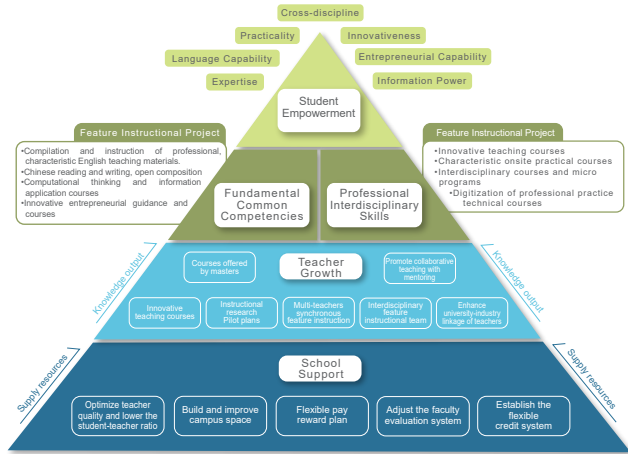 Cross-discipline
Practicality
Innovativeness
Language Capability
Entrepreneurial Capability
Expertise
Information Power
Student
Empowerment
Feature Instructional Project
•Compilation and instruction of professional,
characteristic English teaching materials.
•Chinese reading and writing, open composition
•Computational thinking and information
application courses
•Innovative entrepreneurial guidance and
courses
Feature Instructional Project
•Innovative teaching courses
•Characteristic onsite practical courses
•Interdisciplinary courses and micro
programs
•Digitization of professional practice
technical courses
Fundamental
Common
Competencies
Professional
Interdisciplinary
Skills
Knowledge output
Courses offered
by masters
Teacher
Growth
Promote collaborative
teaching with
mentoring
Knowledge output
Innovative
teaching courses
Instructional
research
Pilot plans
Multi-teachers
synchronous
feature instruction
Interdisciplinary
feature
instructional team
Enhance
university-industry
linkage of teachers
Supply resources
School
Support
Supply resources
Optimize teacher
quality and lower the
student-teacher ratio
Build and improve
campus space
Flexible pay
reward plan
Adjust the faculty
evaluation system
Establish the
flexible
credit system